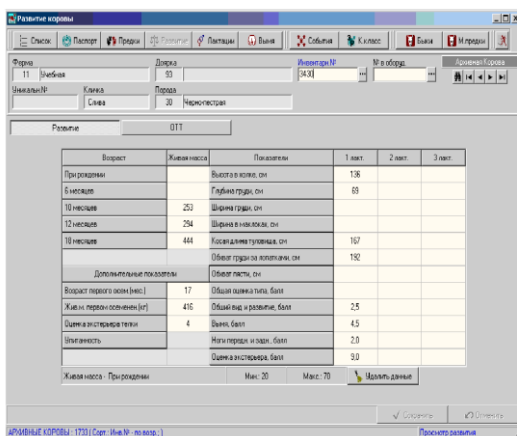 Развитие коровы
Список Паспорт Предки Развитие Лактации Вымя События К.класс Быки М.предки
Ферма Доярка Инвентарн.№ № в оборуд. Архивная Корова
11 Учебная 93 3430
Уникальн.№ Кличка Порода
Слива 30 Черно-пестрая
Развитие ОТТ
Возраст Живая масса Показатели 1 лакт. 2 лакт. 3 лакт.
При рождении Высота в холке, см 136
6 месяцев Глубина груди, см 69
10 месяцев 253 Ширина груди, см
12 месяцев 294 Ширина в маклоках, см
18 месяцев 444 Косая длина туловища, см 167
Обхват груди за лопатками, см 192
Дополнительные показатели Обхват пясти, см
Возраст первого осем.(мес.) 17 Общая оценка типа, балл
Жив.м. первом осеменен.(кг) 416 Общий вид и развитие, балл 2,5
Оценка экстерьера телки 4 Вымя, балл 4,5
Упитанность Ноги передн. и задн., балл 2,0
Оценка экстерьера, балл 9,0
Живая масса - При рождении Мин.: 20 Макс.: 70 Удалить данные
Сохранить Отменить
АРХИВНЫЕ КОРОВЫ : 1733 ( Сорт.: Инв.№ - по возр.; ) Просмотр развития